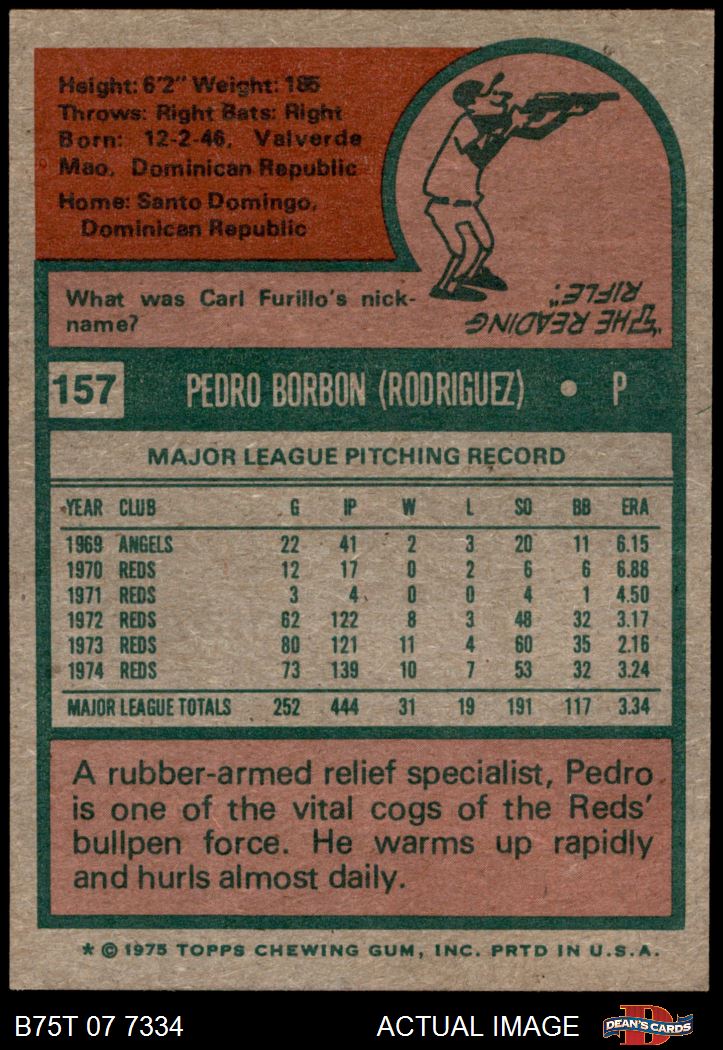 Height: 6'2" Weight: 185
Throws: Right Bats: Right
Born: 12-2-46, Valverde
Mao, Dominican Republic
Home: Santo Domingo,
Dominican Republic
What was Carl Furillo's nick-
name?
"THE READING
RIFLE".
157 PEDRO BORBON (RODRIGUEZ) • P
MAJOR LEAGUE PITCHING RECORD
YEAR CLUB G IP W L SO BB ERA
1969 ANGELS 22 41 2 3 20 11 6.15
1970 REDS 12 17 0 2 6 6 6.88
1971 REDS 3 4 0 0 4 1 4.50
1972 REDS 62 122 8 3 48 32 3.17
1973 REDS 80 121 11 4 60 35 2.16
1974 REDS 73 139 10 7 53 32 3.24
MAJOR LEAGUE TOTALS 252 444 31 19 191 117 3.34
A rubber-armed relief specialist, Pedro
is one of the vital cogs of the Reds'
bullpen force. He warms up rapidly
and hurls almost daily.
* © 1975 TOPPS CHEWING GUM, INC. PRTD IN U.S.A.
B75T 07 7334 ACTUAL IMAGE
D
DEAN'S CARDS